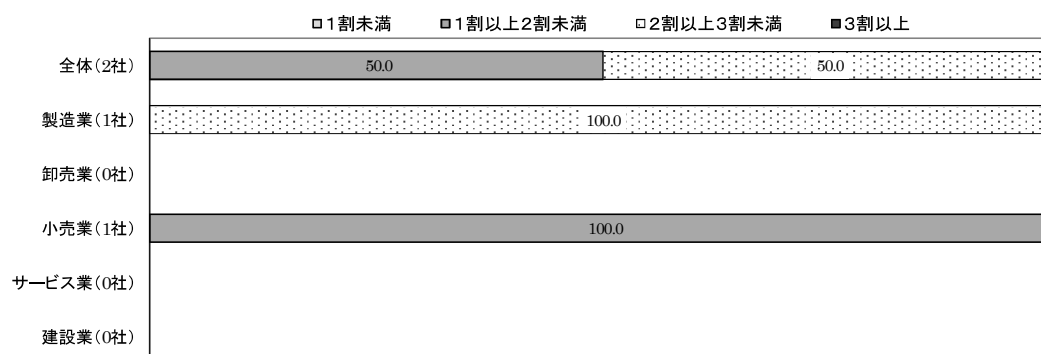 １割未満 １割以上２割未満 ２割以上３割未満 ３割以上
全体（2社） 50.0 50.0
製造業（1社） 100.0
卸売業（0社）
小売業（1社） 100.0
サービス業（0社）
建設業（0社）